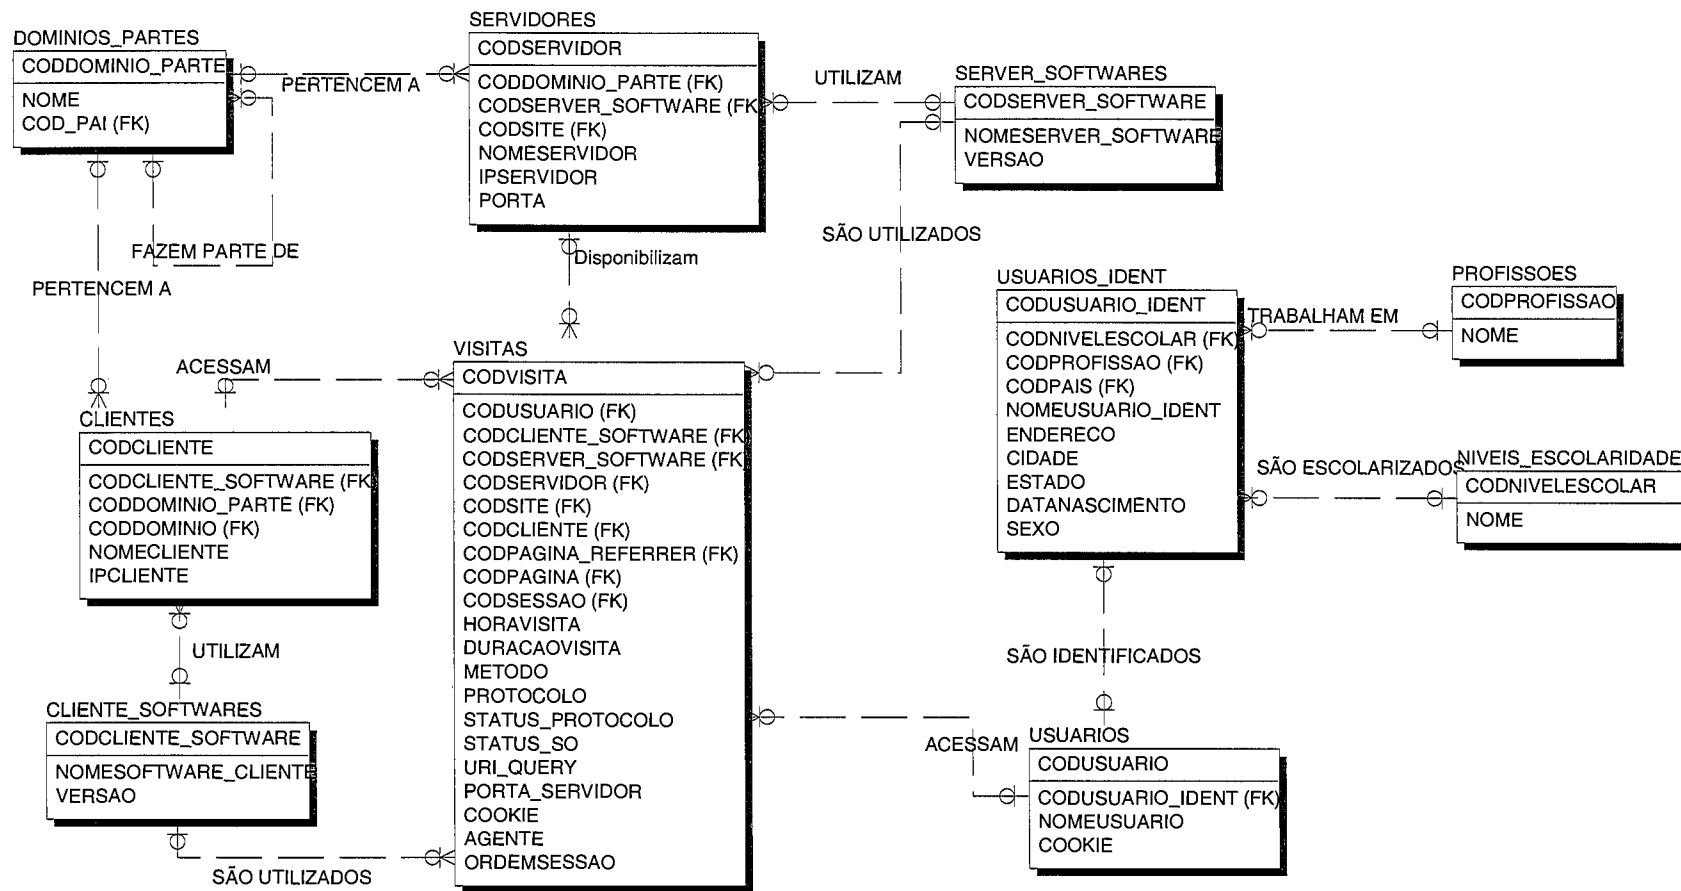 DOMINIOS_PARTES
CODDOMINIO_PARTE
NOME
COD_PAI (FK)
PERTENCEM A
SERVIDORES
CODSERVIDOR
CODDOMINIO_PARTE (FK)
CODSERVER_SOFTWARE (FK
CODSITE (FK)
NOMESERVIDOR
IPSERVIDOR
PORTA
UTILIZAM
SERVER_SOFTWARES
CODSERVER_SOFTWARE
NOMESERVER_SOFTWARE
VERSAO
FAZEM PARTE DE
PERTENCEM A
Disponibilizam
SÃO UTILIZADOS
USUARIOS_IDENT
CODUSUARIO_IDENT
CODNIVELESCOLAR (FK)
CODPROFISSAO (FK)
CODPAIS (FK)
NOMEUSUARIO_IDENT
ENDERECO
CIDADE
ESTADO
DATANASCIMENTO
SEXO
TRABALHAM EM
PROFISSOES
CODPROFISSAO
NOME
SÃO ESCOLARIZADOS
NIVEIS_ESCOLARIDADE
CODNIVELESCOLAR
NOME
ACESSAM
CLIENTES
CODCLIENTE
CODCLIENTE_SOFTWARE (FK
CODDOMINIO_PARTE (FK)
CODDOMINIO (FK)
NOMECLIENTE
IPCLIENTE
VISITAS
CODVISITA
CODUSUARIO (FK)
CODCLIENTE_SOFTWARE (FK
CODSERVER_SOFTWARE (FK
CODSERVIDOR (FK)
CODSITE (FK)
CODCLIENTE (FK)
CODPAGINA_REFERRER (FK)
CODPAGINA (FK)
CODSESSAO (FK)
HORAVISITA
DURACAOVISITA
METODO
PROTOCOLO
STATUS_PROTOCOLO
STATUS_SO
URI_QUERY
PORTA_SERVIDOR
COOKIE
AGENTE
ORDEMSESSAO
UTILIZAM
CLIENTE_SOFTWARES
CODCLIENTE_SOFTWARE
NOMESOFTWARE_CLIENTE
VERSAO
SÃO UTILIZADOS
SÃO IDENTIFICADOS
ACESSAM
USUARIOS
CODUSUARIO
CODUSUARIO_IDENT (FK)
NOMEUSUARIO
COOKIE